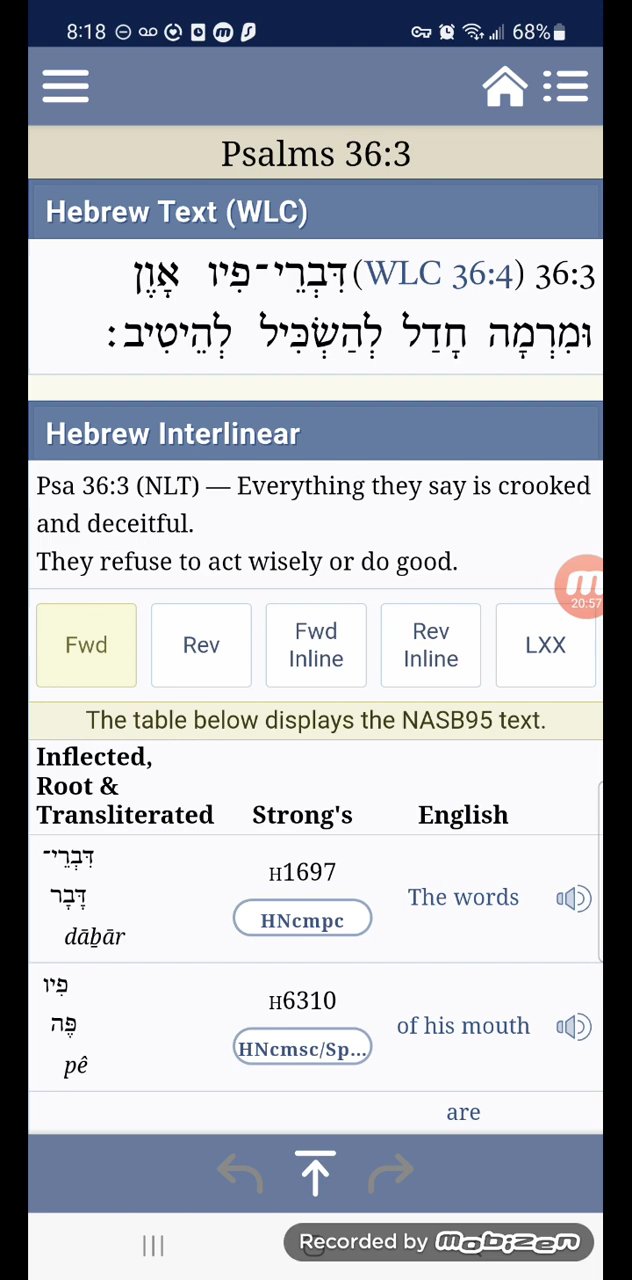 8:18 68%
Psalms 36:3
Hebrew Text (WLC)
36:3 (WLC 36:4) דִּבְרֵי־פִיו אָוֶן
וּמִרְמָה חָדַל לְהַשְׂכִּיל לְהֵיטִיב׃
Hebrew Interlinear
Psa 36:3 (NLT) — Everything they say is crooked
and deceitful.
They refuse to act wisely or do good.
20:57
Fwd Rev Fwd Inline Rev Inline LXX
The table below displays the NASB95 text.
Inflected,
Root &
Transliterated Strong's English
דִּבְרֵי־
דָּבָר
dāḇār
H1697
HNcmpc
The words
פִיו
פֶּה
pê
H6310
HNcmsc/Sp...
of his mouth
are
Recorded by mobizen